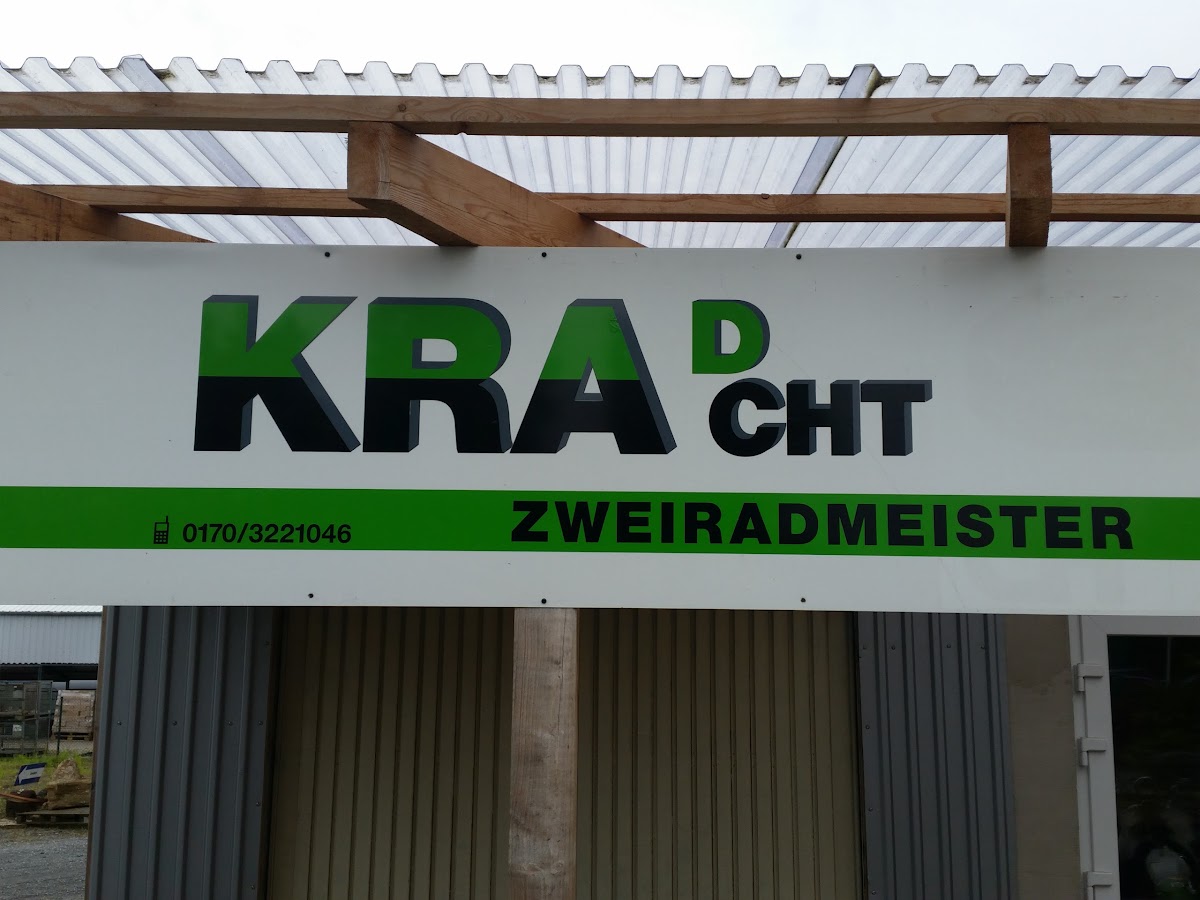 KRA D
CHT
0170/3221046 ZWEIRADMEISTER